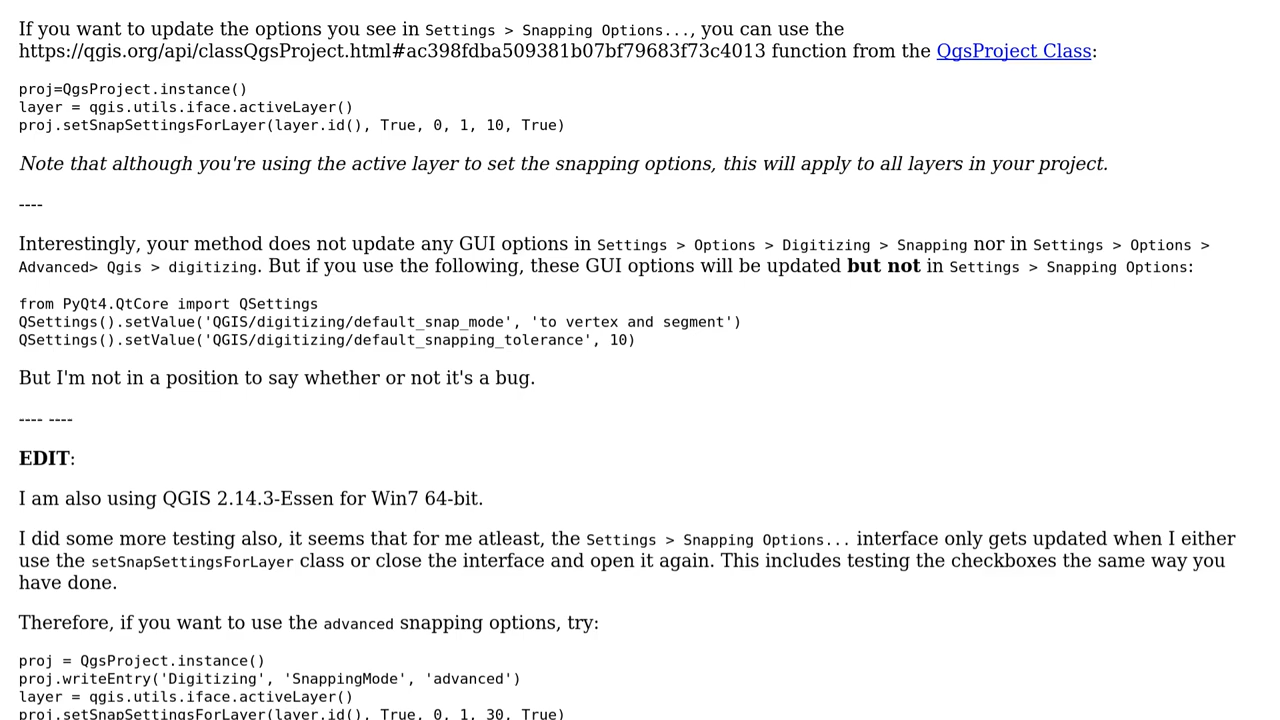 If you want to update the options you see in Settings > Snapping Options..., you can use the
https://qgis.org/api/classQgsProject.html#ac398fdba509381b07bf79683f73c4013 function from the QgsProject Class:
proj=QgsProject.instance()
layer = qgis.utils.iface.activeLayer()
proj.setSnapSettingsForLayer(layer.id(), True, 0, 1, 10, True)
Note that although you're using the active layer to set the snapping options, this will apply to all layers in your project.
----
Interestingly, your method does not update any GUI options in Settings > Options > Digitizing > Snapping nor in Settings > Options >
Advanced> Qgis > digitizing. But if you use the following, these GUI options will be updated but not in Settings > Snapping Options:
from PyQt4.QtCore import QSettings
QSettings().setValue('QGIS/digitizing/default_snap_mode', 'to vertex and segment')
QSettings().setValue('QGIS/digitizing/default_snapping_tolerance', 10)
But I'm not in a position to say whether or not it's a bug.
---- ----
EDIT:
I am also using QGIS 2.14.3-Essen for Win7 64-bit.
I did some more testing also, it seems that for me atleast, the Settings > Snapping Options... interface only gets updated when I either
use the setSnapSettingsForLayer class or close the interface and open it again. This includes testing the checkboxes the same way you
have done.
Therefore, if you want to use the advanced snapping options, try:
proj = QgsProject.instance()
proj.writeEntry('Digitizing', 'SnappingMode', 'advanced')
layer = qgis.utils.iface.activeLayer()
proj.setSnapSettingsForLayer(layer.id(), True, 0, 1, 30, True)